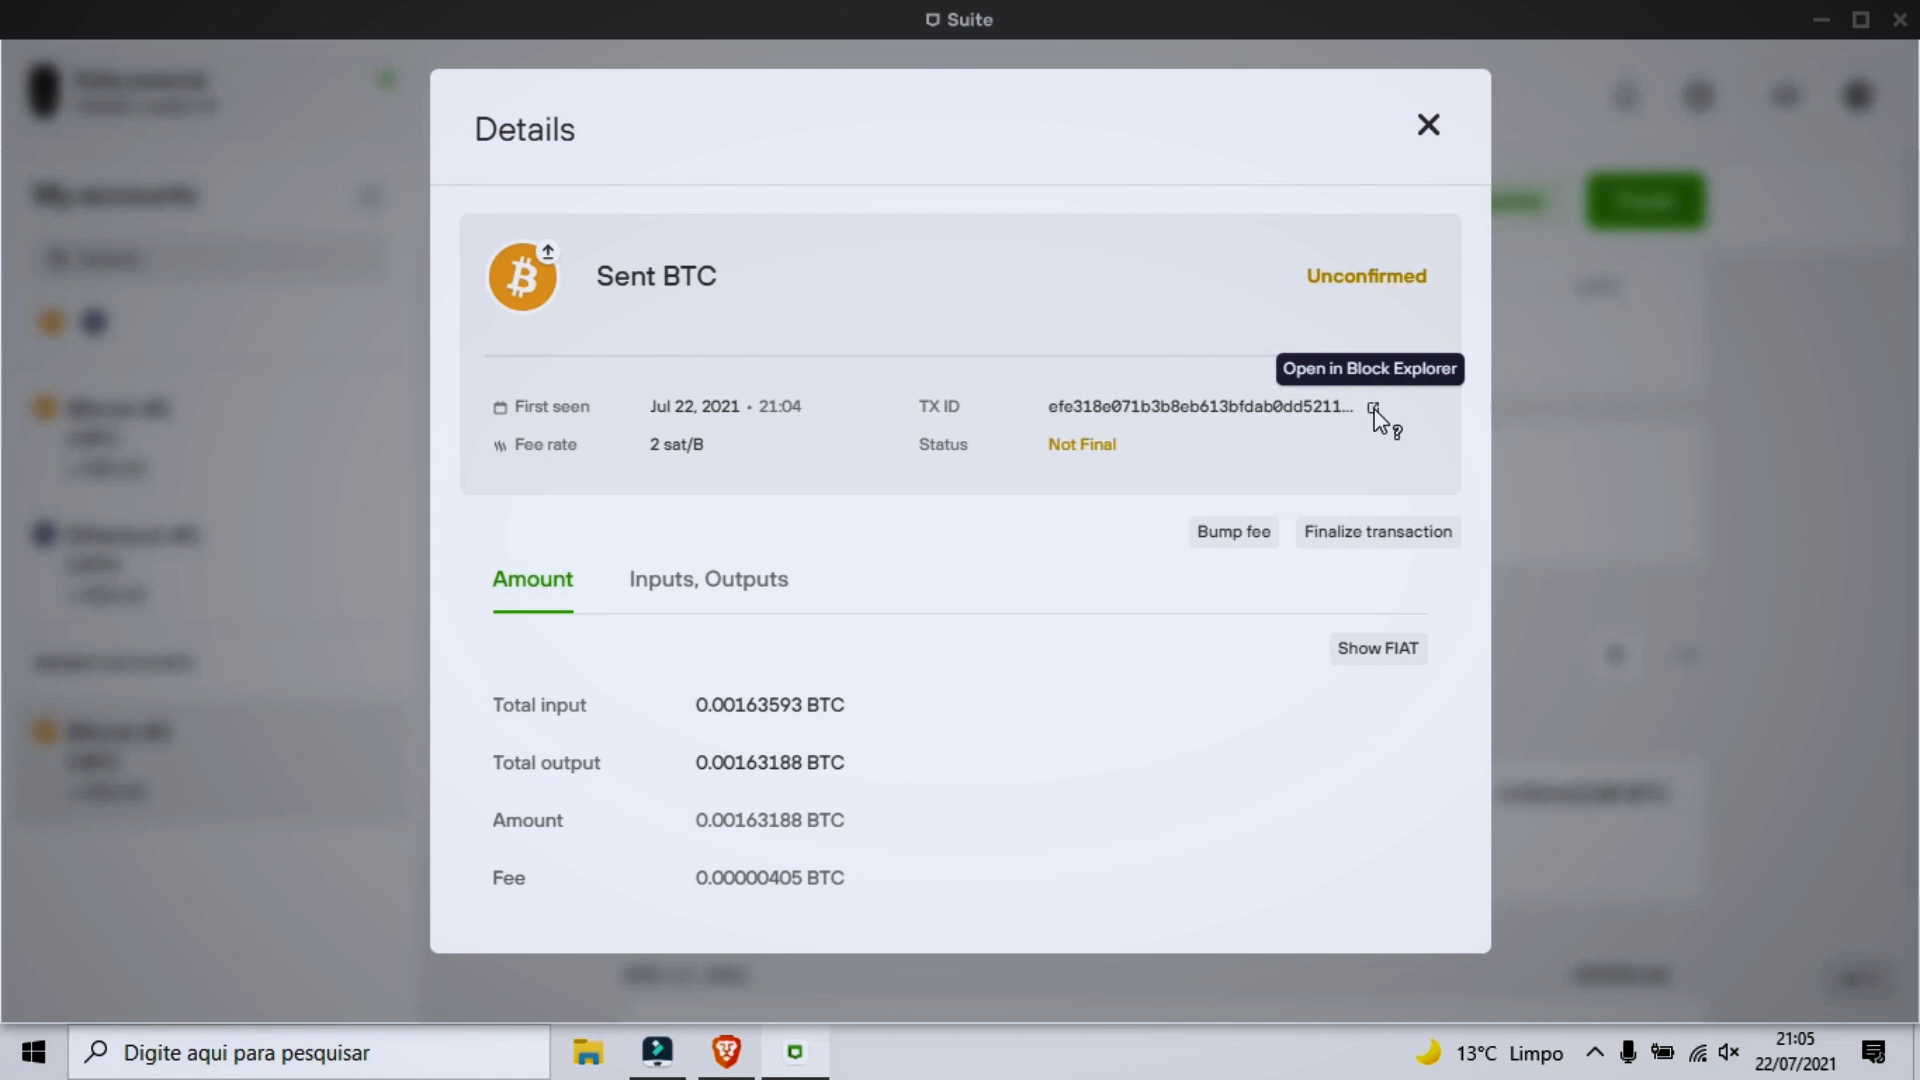 Suite
Details
Sent BTC
Unconfirmed
Open in Block Explorer
First seen Jul 22, 2021 • 21:04 TX ID efe318e071b3b8eb613bfdab0dd5211...
Fee rate 2 sat/B Status Not Final
Bump fee Finalize transaction
Amount Inputs, Outputs
Show FIAT
Total input 0.00163593 BTC
Total output 0.00163188 BTC
Amount 0.00163188 BTC
Fee 0.00000405 BTC
Digite aqui para pesquisar
13°C Limpo
21:05
22/07/2021